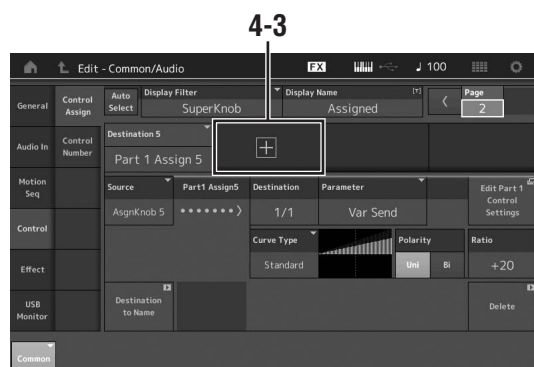 4-3
Edit - Common/Audio
FX
♩ 100
General
Control Assign
Auto Select
Display Filter
SuperKnob
Display Name
[T]
Assigned
Page
2
Audio In
Control Number
Destination 5
Part 1 Assign 5
Motion Seq
Source
Part1 Assign5
Destination
Parameter
Edit Part 1 Control Settings
AsgnKnob 5
1/1
Var Send
Control
Curve Type
Polarity
Ratio
Standard
Uni
Bi
+20
Effect
USB Monitor
Destination to Name
Delete
Common